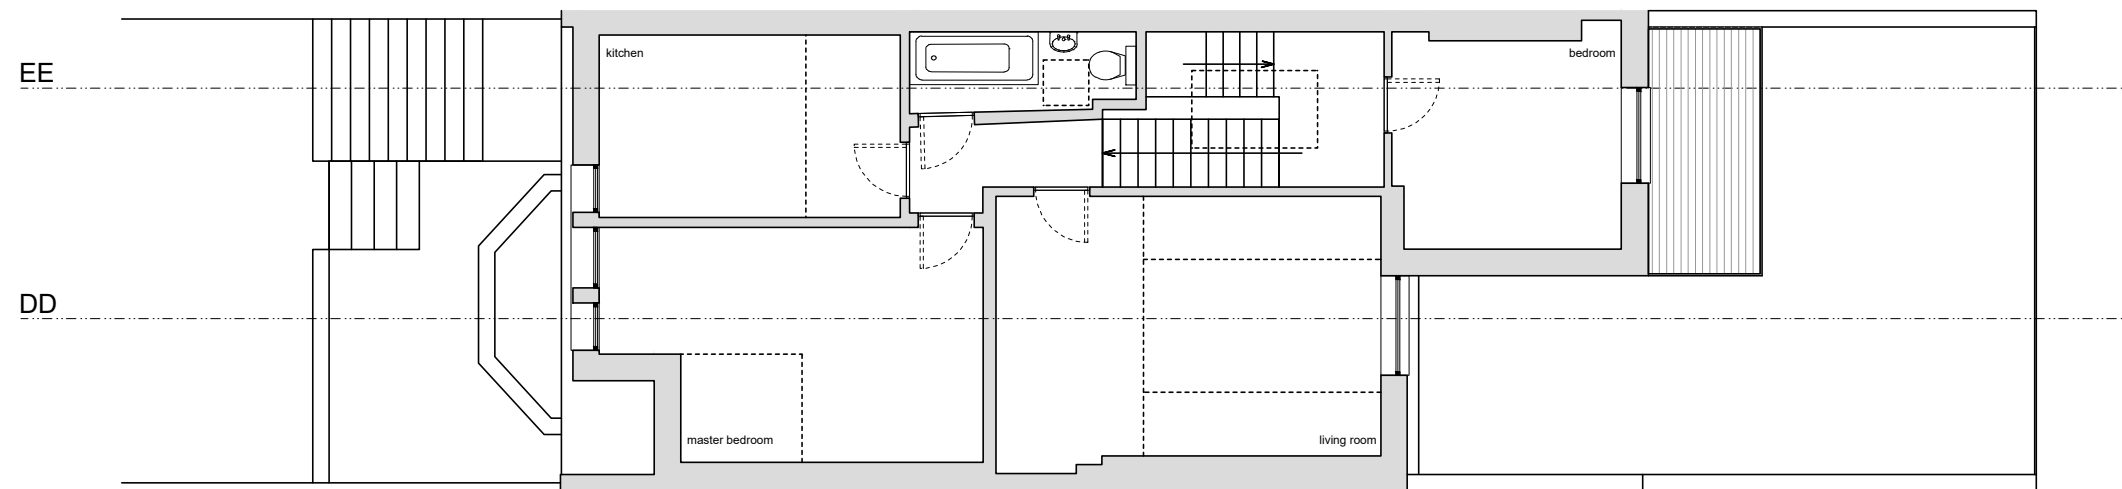 kitchen
bedroom
EE
DD
master bedroom
living room